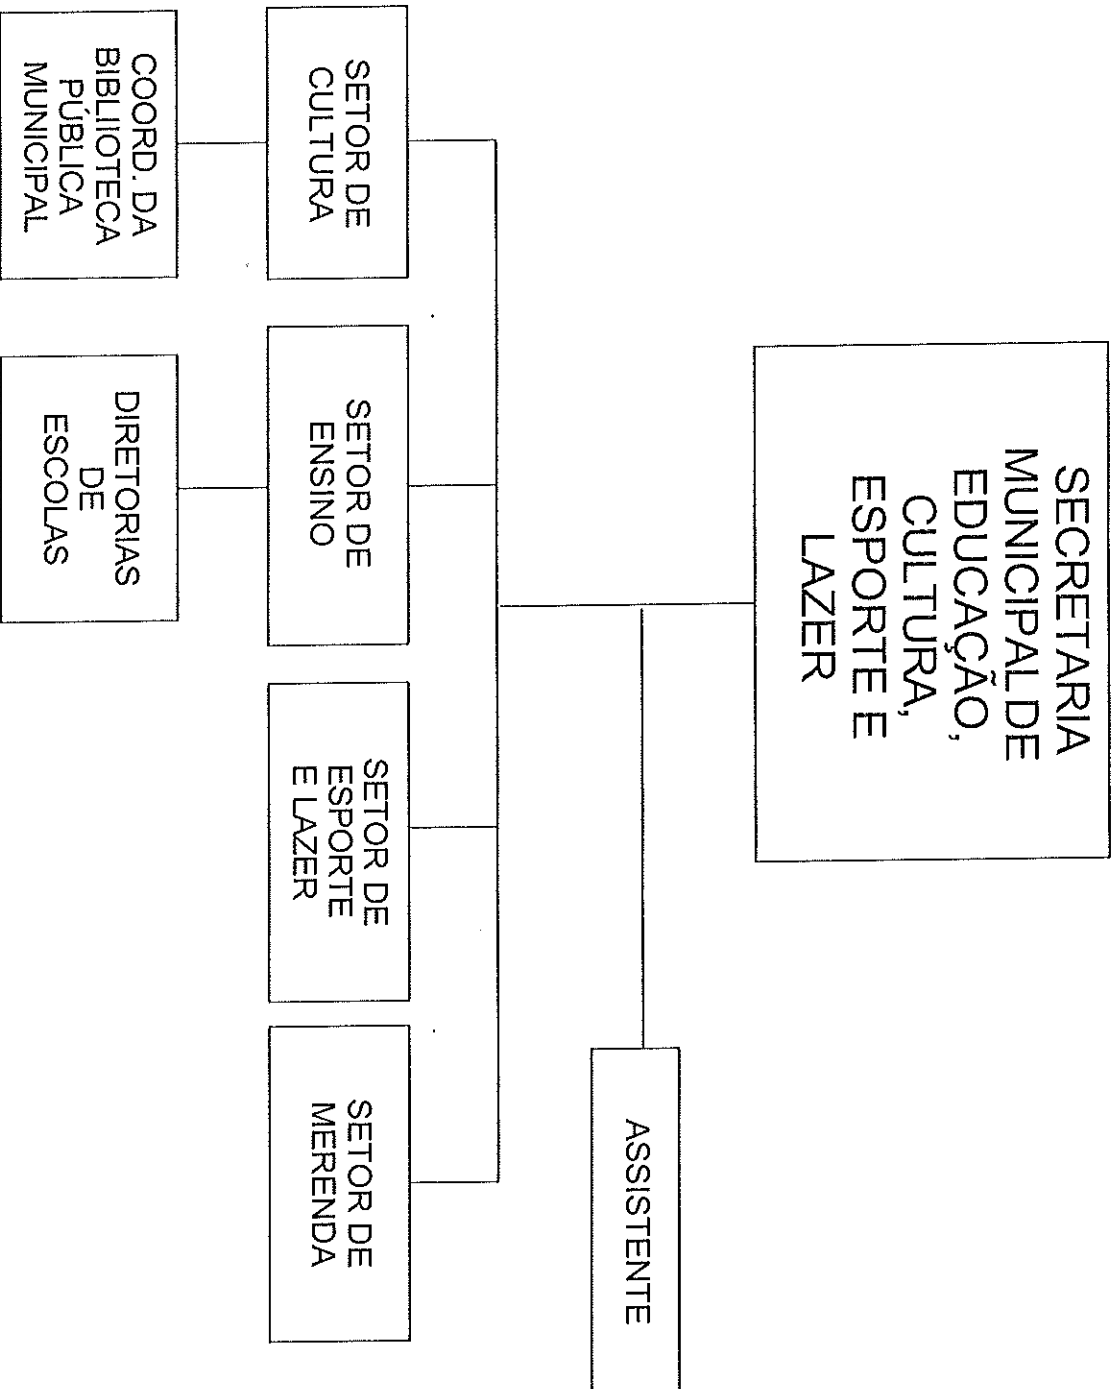 SECRETARIA
MUNICIPAL DE
EDUCAÇÃO,
CULTURA,
ESPORTE E
LAZER
ASSISTENTE
SETOR DE
CULTURA
SETOR DE
ENSINO
SETOR DE
ESPORTE
E LAZER
SETOR DE
MERENDA
COORD. DA
BIBLIIOTECA
PÚBLICA
MUNICIPAL
DIRETORIAS
DE
ESCOLAS